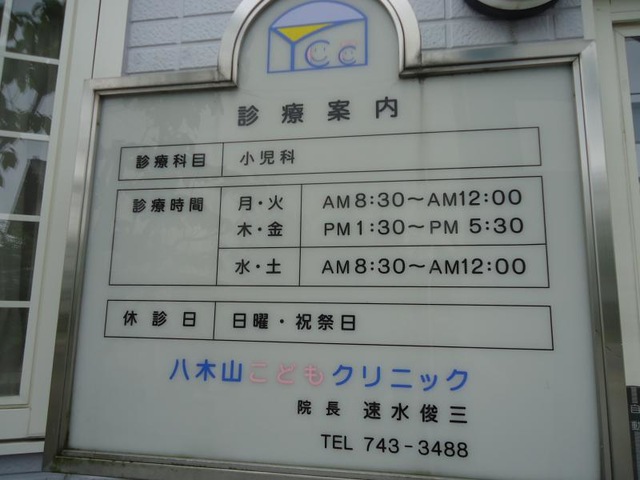 Ycc
診療案内
診療科目 小児科
診療時間 月・火 AM8:30～AM12:00
木・金 PM1:30～PM 5:30
水・土 AM8:30～AM12:00
休診日 日曜・祝祭日
八木山こどもクリニック
院長 速水俊三
TEL 743-3488